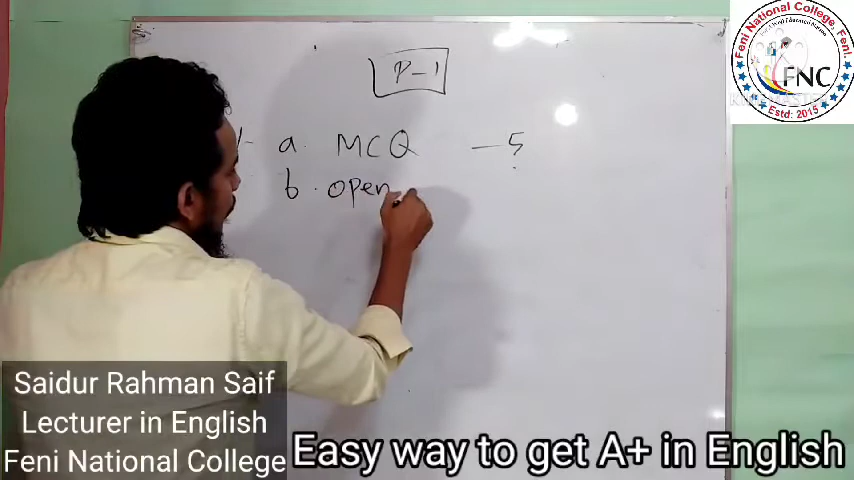 P-1
a. MCQ — 5
b. open
Feni National College, Feni.
FNC
Estd: 2015
Saidur Rahman Saif
Lecturer in English
Feni National College
Easy way to get A+ in English